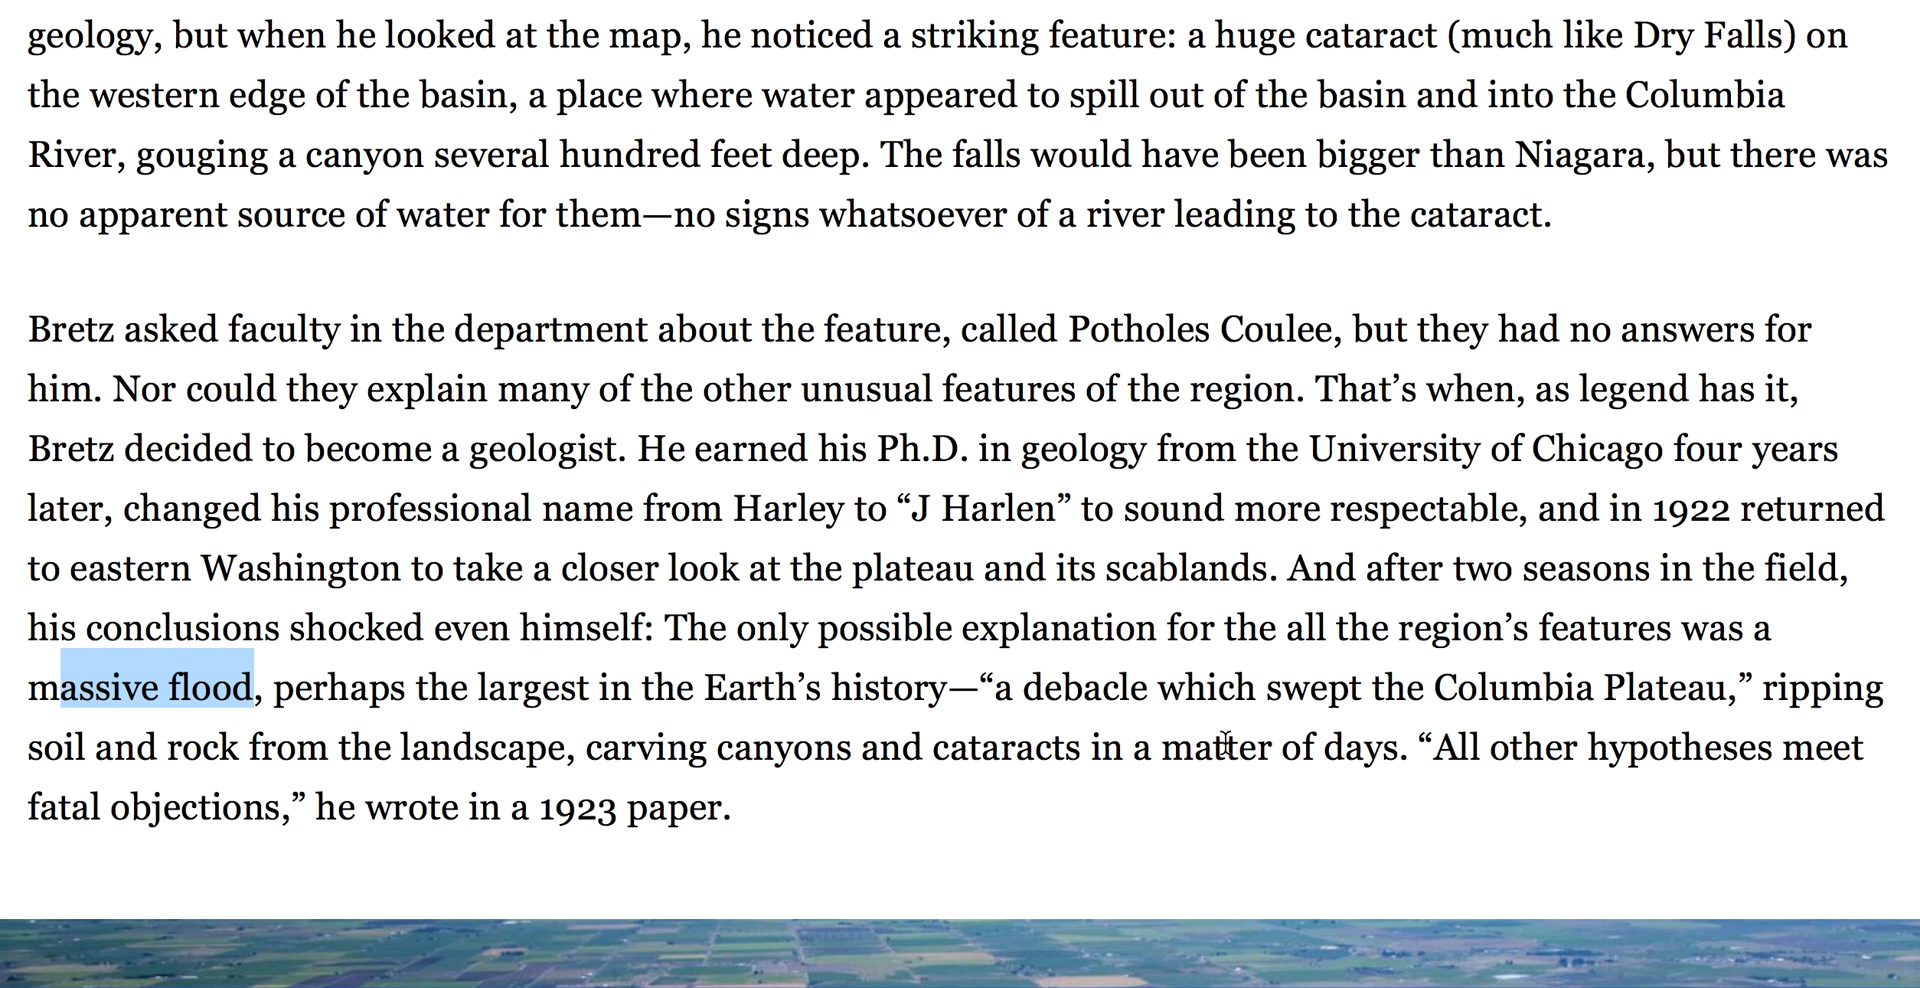 geology, but when he looked at the map, he noticed a striking feature: a huge cataract (much like Dry Falls) on
the western edge of the basin, a place where water appeared to spill out of the basin and into the Columbia
River, gouging a canyon several hundred feet deep. The falls would have been bigger than Niagara, but there was
no apparent source of water for them—no signs whatsoever of a river leading to the cataract.
Bretz asked faculty in the department about the feature, called Potholes Coulee, but they had no answers for
him. Nor could they explain many of the other unusual features of the region. That’s when, as legend has it,
Bretz decided to become a geologist. He earned his Ph.D. in geology from the University of Chicago four years
later, changed his professional name from Harley to “J Harlen” to sound more respectable, and in 1922 returned
to eastern Washington to take a closer look at the plateau and its scablands. And after two seasons in the field,
his conclusions shocked even himself: The only possible explanation for the all the region’s features was a
massive flood, perhaps the largest in the Earth’s history—“a debacle which swept the Columbia Plateau,” ripping
soil and rock from the landscape, carving canyons and cataracts in a matter of days. “All other hypotheses meet
fatal objections,” he wrote in a 1923 paper.